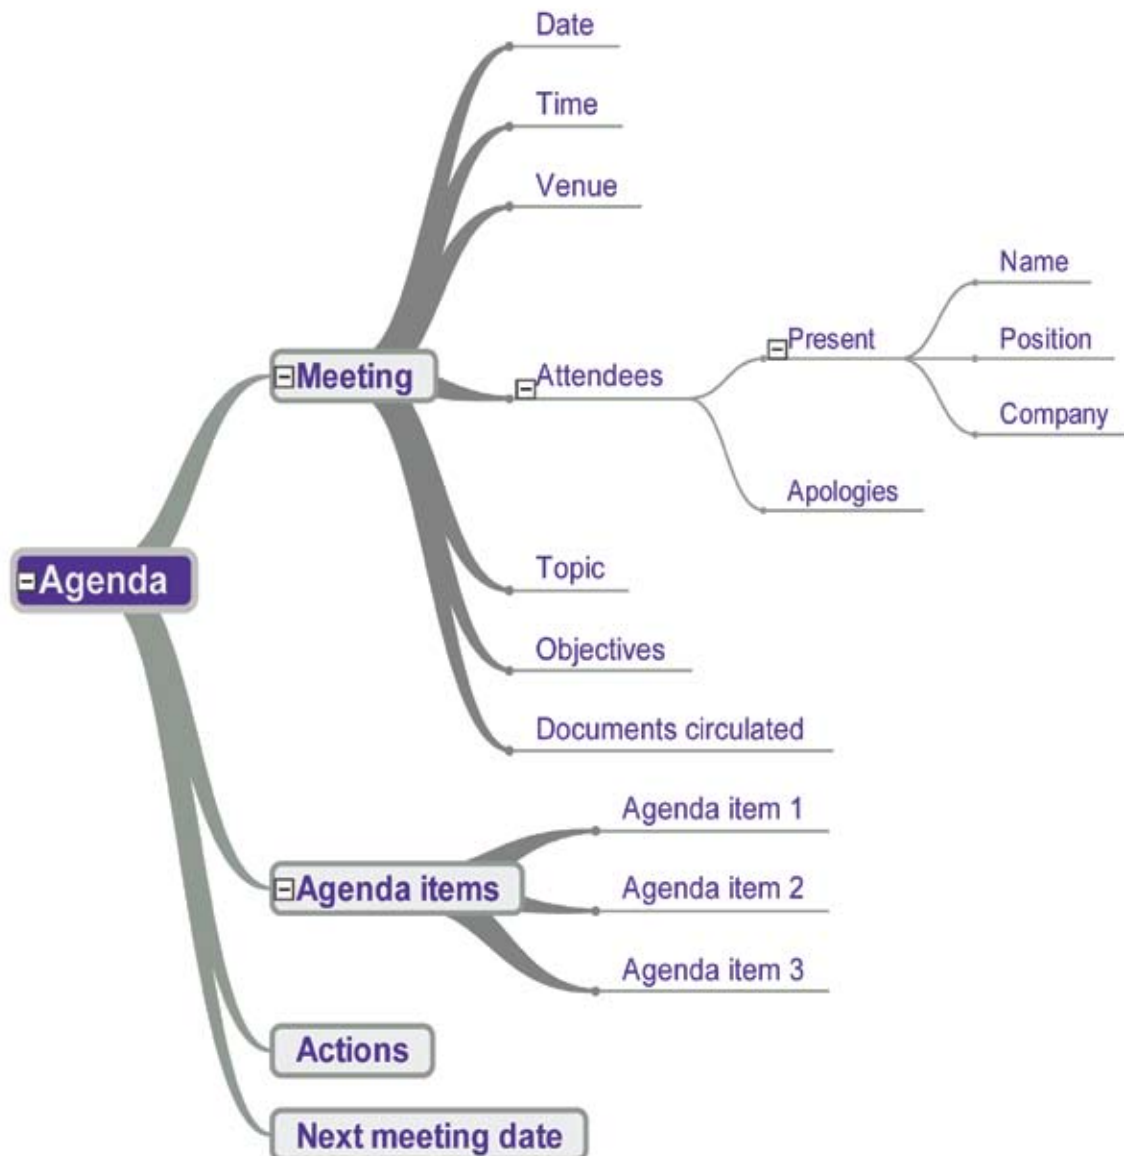 Date
Time
Venue
Name
Present
Position
Meeting
Attendees
Company
Apologies
Agenda
Topic
Objectives
Documents circulated
Agenda item 1
Agenda items
Agenda item 2
Agenda item 3
Actions
Next meeting date